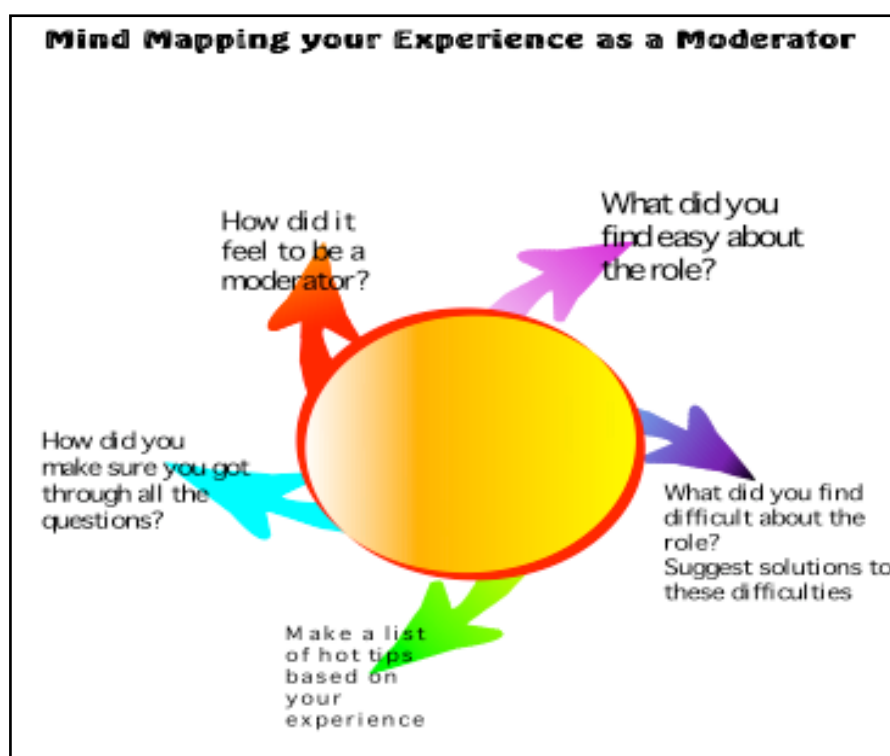 Mind Mapping your Experience as a Moderator
How did it
feel to be a
moderator?
What did you
find easy about
the role?
How did you
make sure you got
through all the
questions?
What did you find
difficult about the
role?
Suggest solutions to
these difficulties
Make a list
of hot tips
based on
your
experience